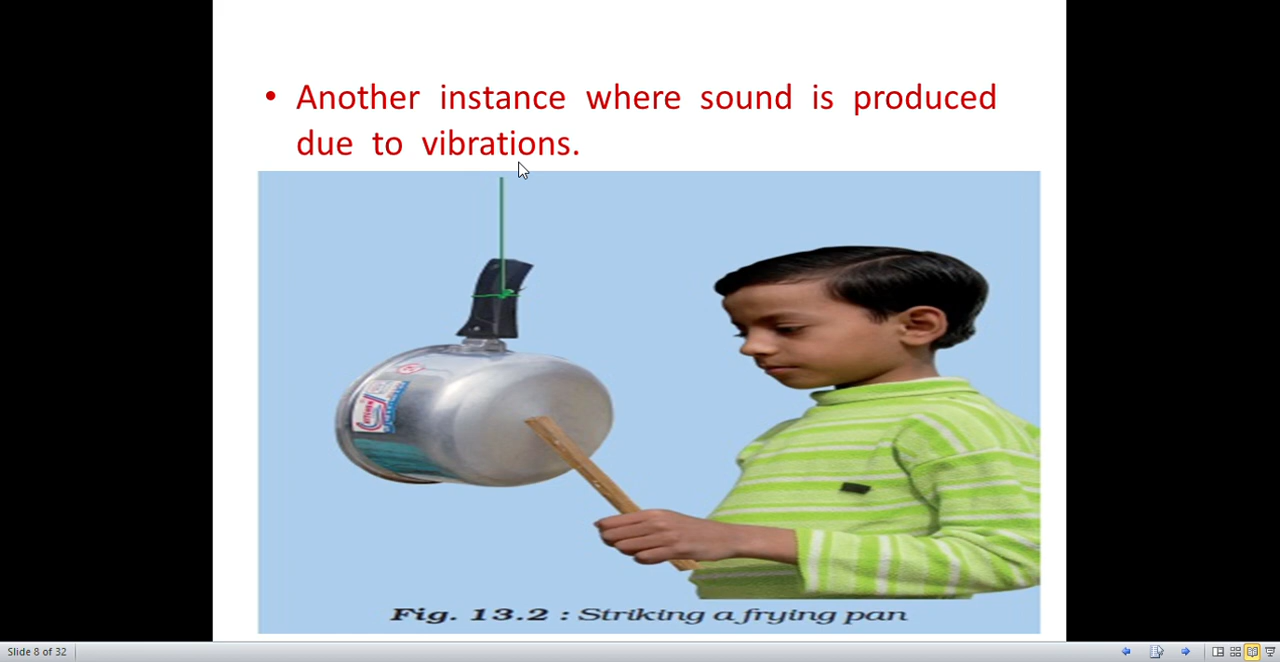 • Another instance where sound is produced
due to vibrations.
Fig. 13.2 : Striking a frying pan
Slide 8 of 32